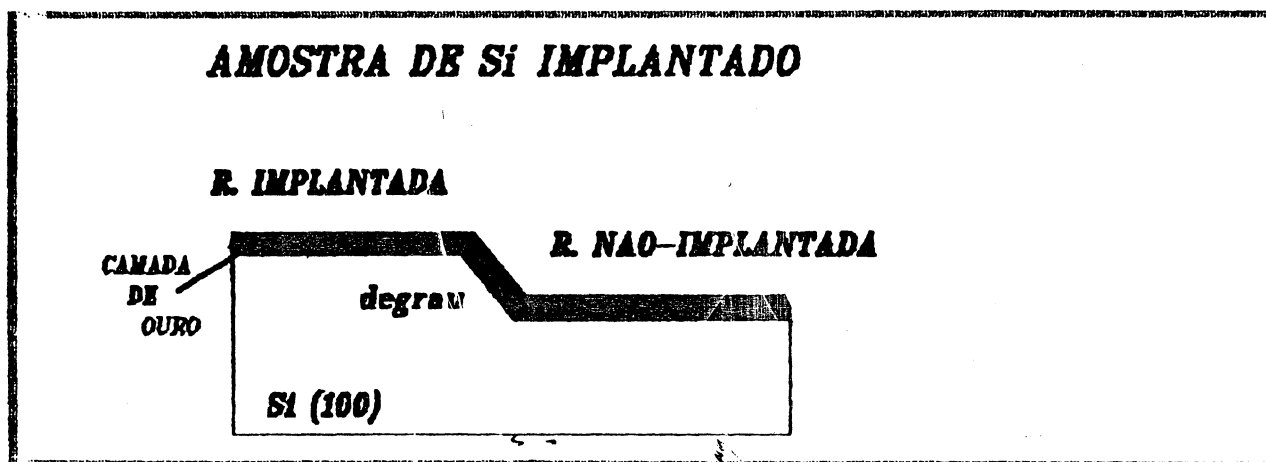 AMOSTRA DE Si IMPLANTADO
R. IMPLANTADA
R. NAO-IMPLANTADA
CAMADA
DE
OURO
degrau
Si (100)